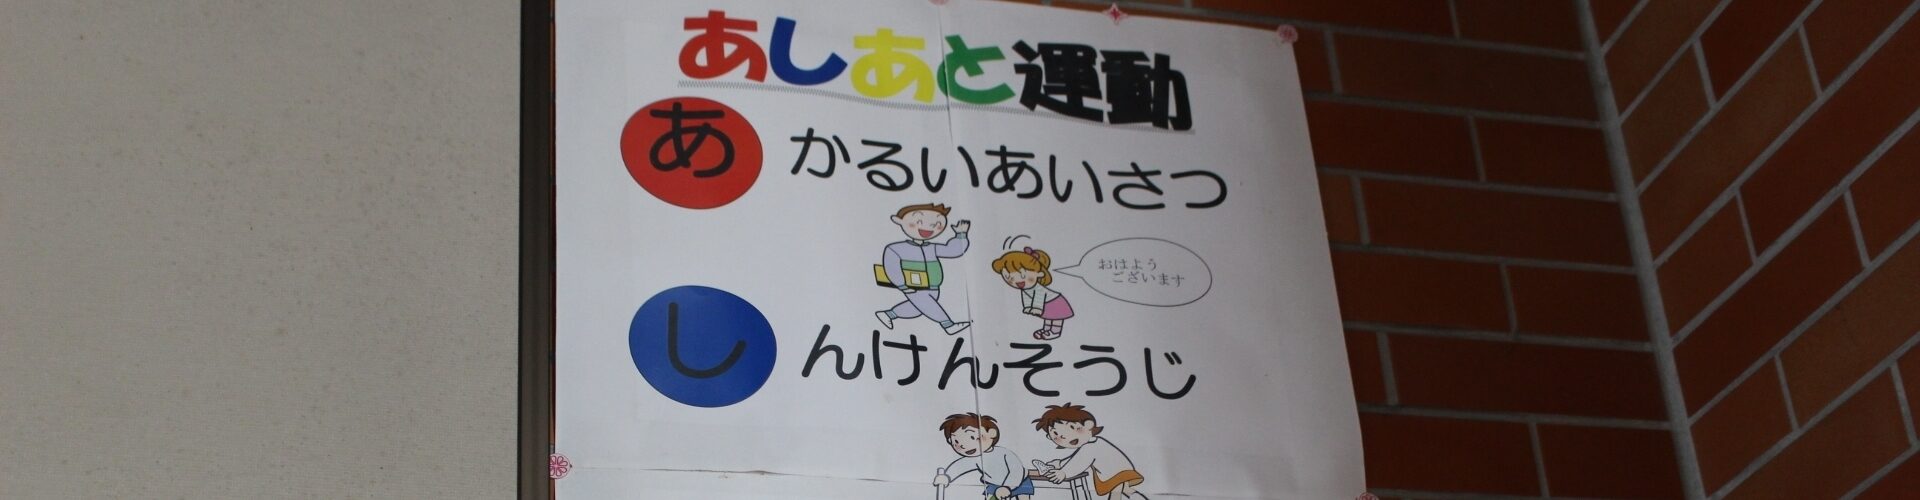 あしあと運動
あかるいあいさつ
おはよう
ございます
しんけんそうじ